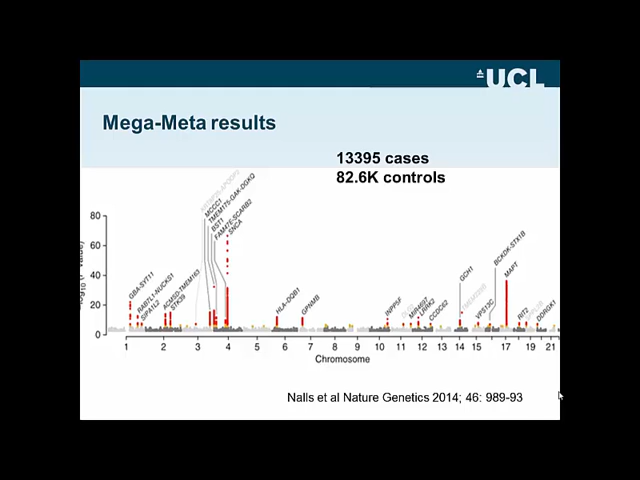 UCL
Mega-Meta results
13395 cases
82.6K controls
MCCC1
TMEM175-GAK-DGKQ
BST1
FAM47E-SCARB2
SNCA
GBA-SYT11
RAB7L1-NUCKS1
SIPA1L2
ACMSD-TMEM163
STK39
HLA-DQB1
GPNMB
INPP5F
MIR4697
LRRK2
CCDC62
GCH1
VPS13C
BCKDK-STX1B
MAPT
RIT2
DDRGK1
80
60
40
20
0
1 2 3 4 5 6 7 8 9 10 11 12 13 14 15 17 18 19 21
Chromosome
Nalls et al Nature Genetics 2014; 46: 989-93